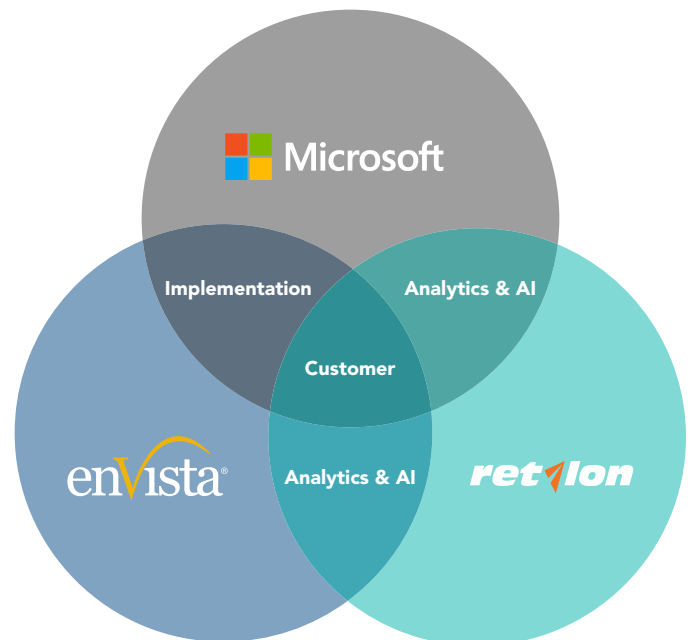 Microsoft
Implementation
Analytics & AI
Customer
enVista®
Analytics & AI
retalon